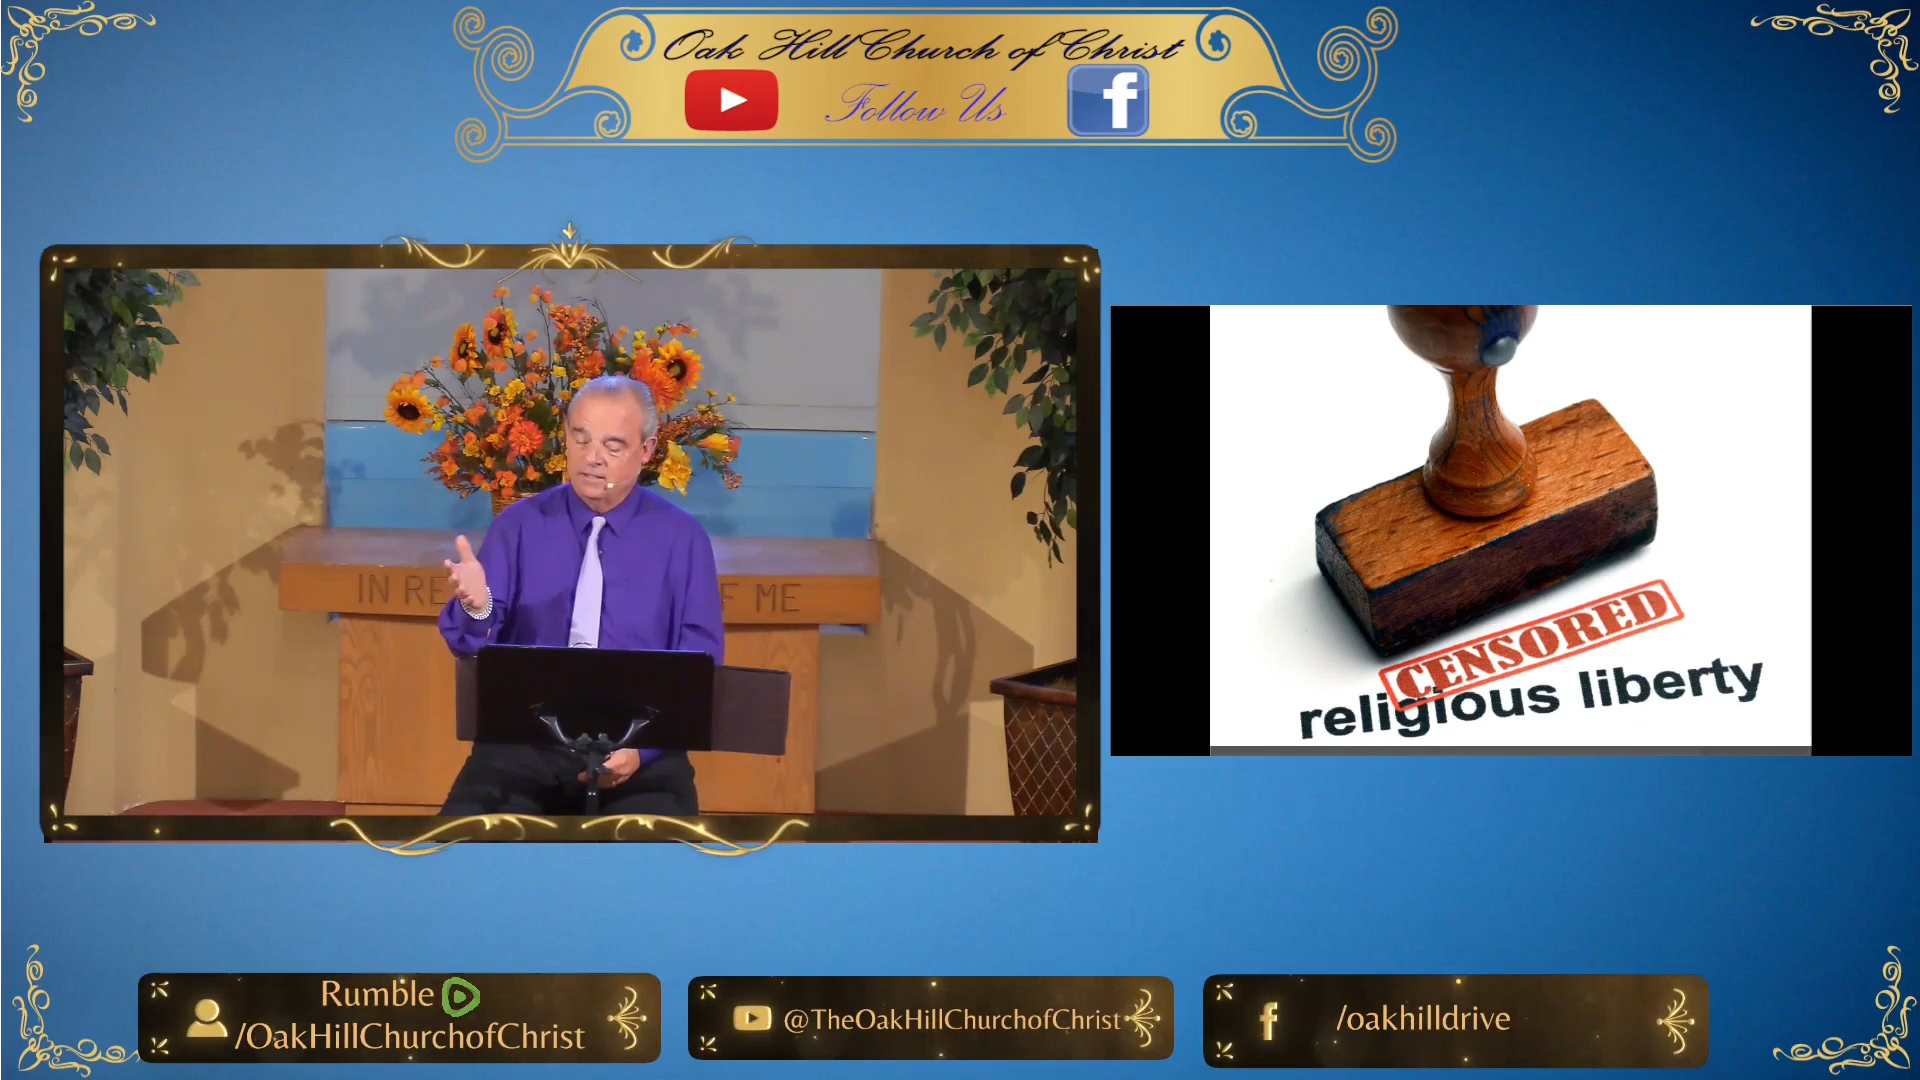 Oak Hill Church of Christ
Follow Us
IN RE F ME
CENSORED
religious liberty
Rumble
/OakHillChurchofChrist
@TheOakHillChurchofChrist
/oakhilldrive